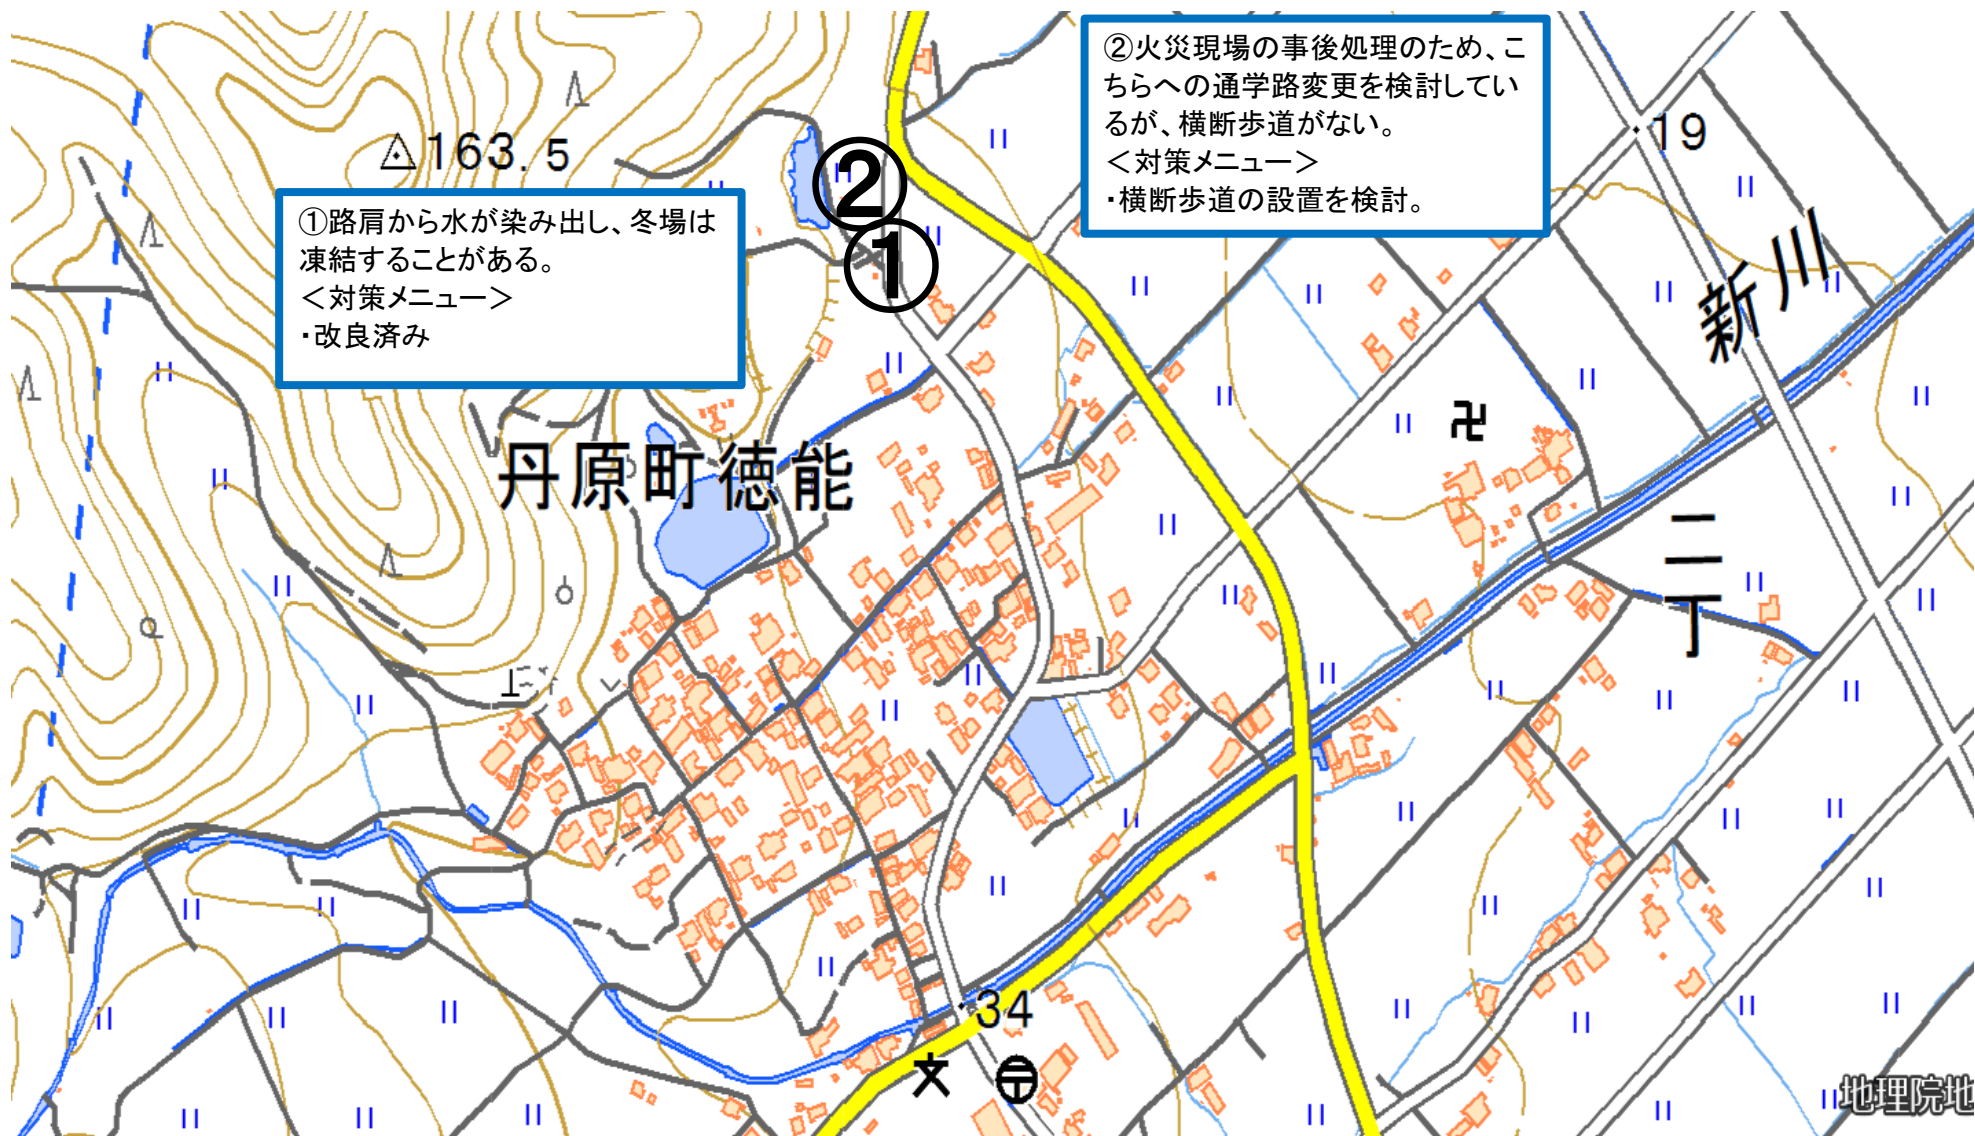 ②火災現場の事後処理のため、こ
ちらへの通学路変更を検討してい
るが、横断歩道がない。
＜対策メニュー＞
・横断歩道の設置を検討。
19
163.5
②
①路肩から水が染み出し、冬場は
凍結することがある。
＜対策メニュー＞
・改良済み
①
新川
丹原町徳能
二丁
34
地理院地